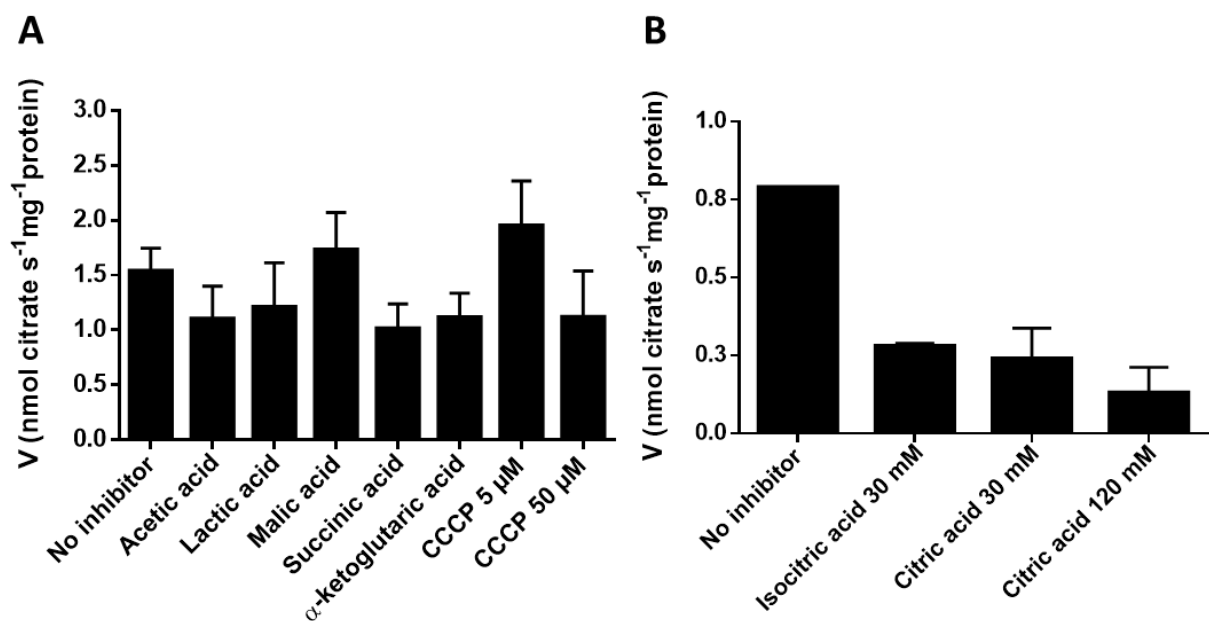 A
V (nmol citrate s⁻¹mg⁻¹protein)
3.0
2.5
2.0
1.5
1.0
0.5
0.0
No inhibitor
Acetic acid
Lactic acid
Malic acid
Succinic acid
α-ketoglutaric acid
CCCP 5 µM
CCCP 50 µM
B
V (nmol citrate s⁻¹mg⁻¹protein)
1.0
0.8
0.5
0.3
0.0
No inhibitor
Isocitric acid 30 mM
Citric acid 30 mM
Citric acid 120 mM